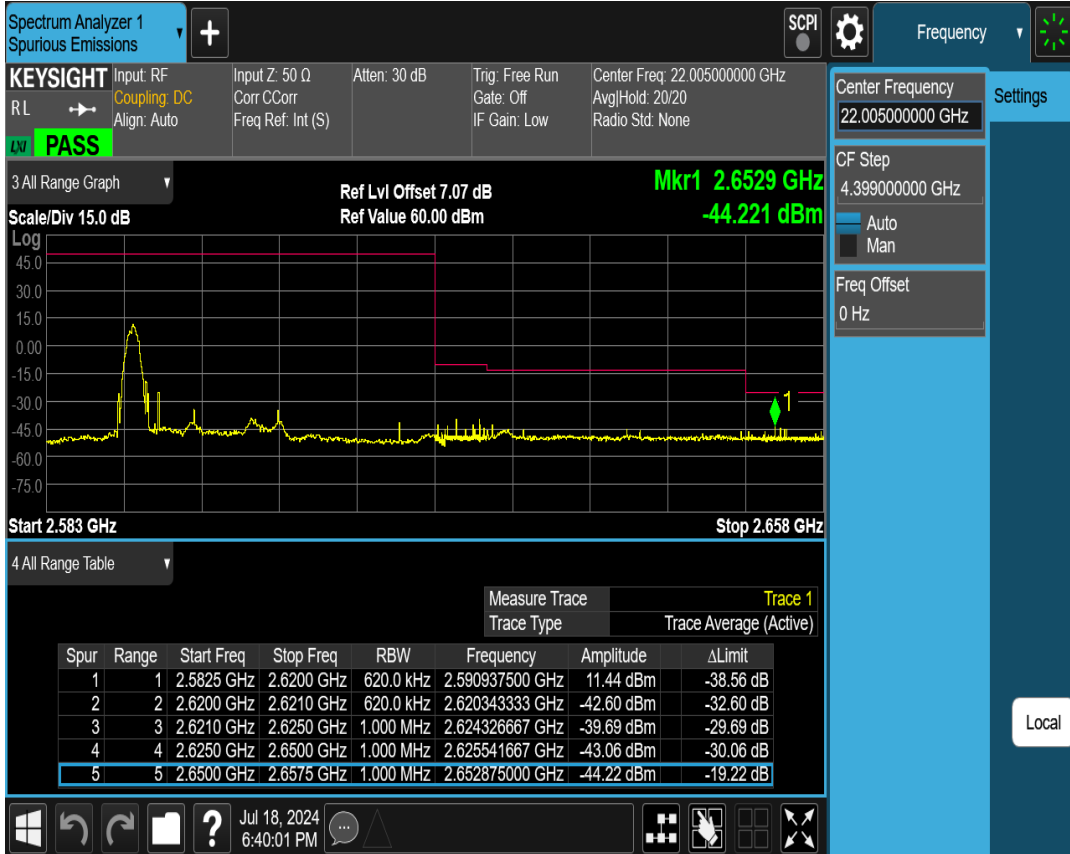 Spectrum Analyzer 1
Spurious Emissions
+
SCPI
Frequency
KEYSIGHT
RL
LXI PASS
Input: RF
Coupling: DC
Align: Auto
Input Z: 50 Ω
Corr CCorr
Freq Ref: Int (S)
Atten: 30 dB
Trig: Free Run
Gate: Off
IF Gain: Low
Center Freq: 22.005000000 GHz
Avg|Hold: 20/20
Radio Std: None
3 All Range Graph
Scale/Div 15.0 dB
Ref Lvl Offset 7.07 dB
Ref Value 60.00 dBm
Mkr1 2.6529 GHz
-44.221 dBm
Log
45.0
30.0
15.0
0.00
-15.0
-30.0
-45.0
-60.0
-75.0
1
Start 2.583 GHz Stop 2.658 GHz
4 All Range Table
Measure Trace Trace 1
Trace Type Trace Average (Active)
Spur Range Start Freq Stop Freq RBW Frequency Amplitude ΔLimit
1 1 2.5825 GHz 2.6200 GHz 620.0 kHz 2.590937500 GHz 11.44 dBm -38.56 dB
2 2 2.6200 GHz 2.6210 GHz 620.0 kHz 2.620343333 GHz -42.60 dBm -32.60 dB
3 3 2.6210 GHz 2.6250 GHz 1.000 MHz 2.624326667 GHz -39.69 dBm -29.69 dB
4 4 2.6250 GHz 2.6500 GHz 1.000 MHz 2.625541667 GHz -43.06 dBm -30.06 dB
5 5 2.6500 GHz 2.6575 GHz 1.000 MHz 2.652875000 GHz -44.22 dBm -19.22 dB
?
Jul 18, 2024
6:40:01 PM
Center Frequency
22.005000000 GHz
CF Step
4.399000000 GHz
Auto
Man
Freq Offset
0 Hz
Settings
Local